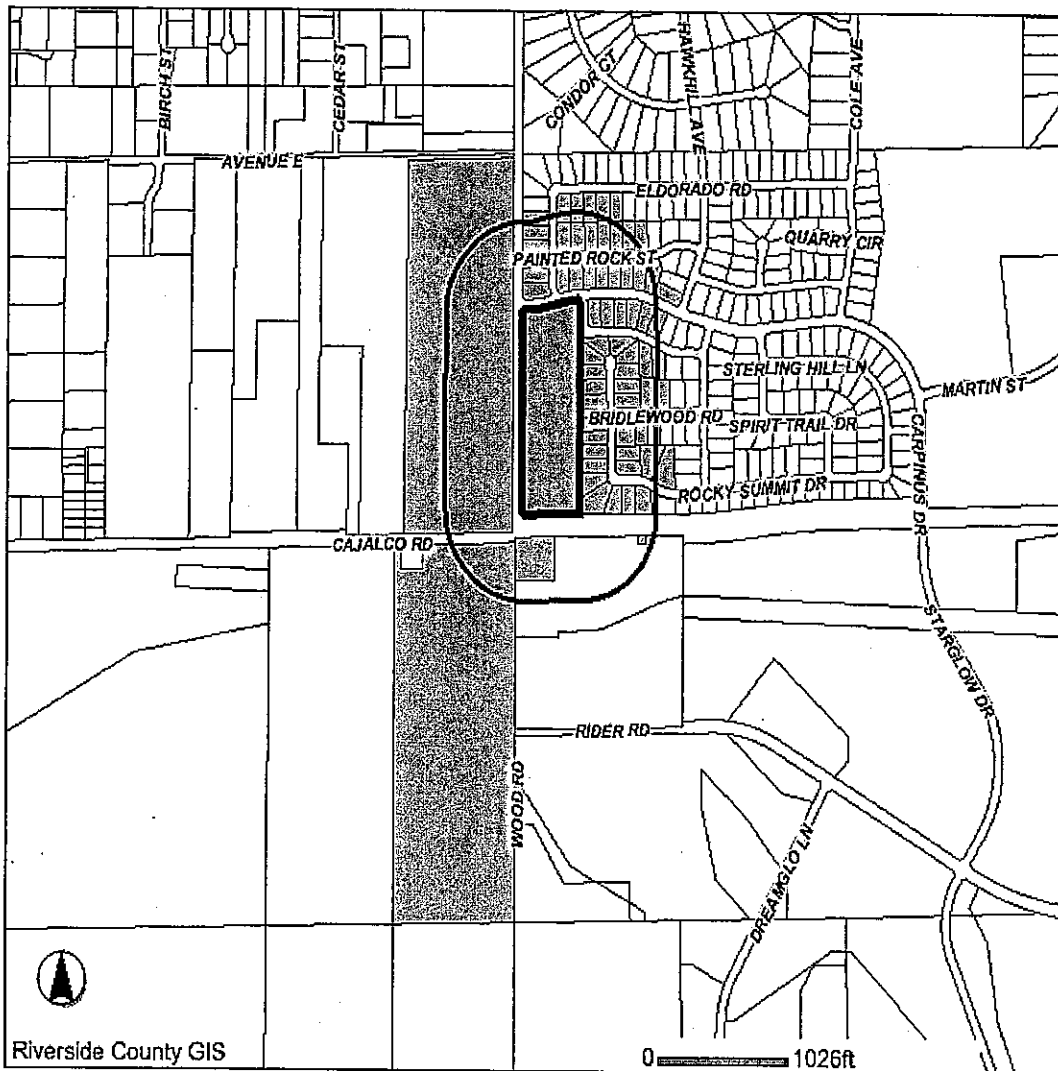 BIRCH ST
CEDAR ST
CONDOR CT
HAWKHILL AVE
COLE AVE
AVENUE E
ELDORADO RD
QUARRY CIR
PAINTED ROCK ST
STERLING HILL LN
MARTIN ST
BRIDLEWOOD RD
SPIRIT TRAIL DR
CARPINUS DR
ROCKY SUMMIT DR
CAJALCO RD
STARGLOW DR
RIDER RD
WOOD RD
DREAMGLO LN
Riverside County GIS
0 1026ft